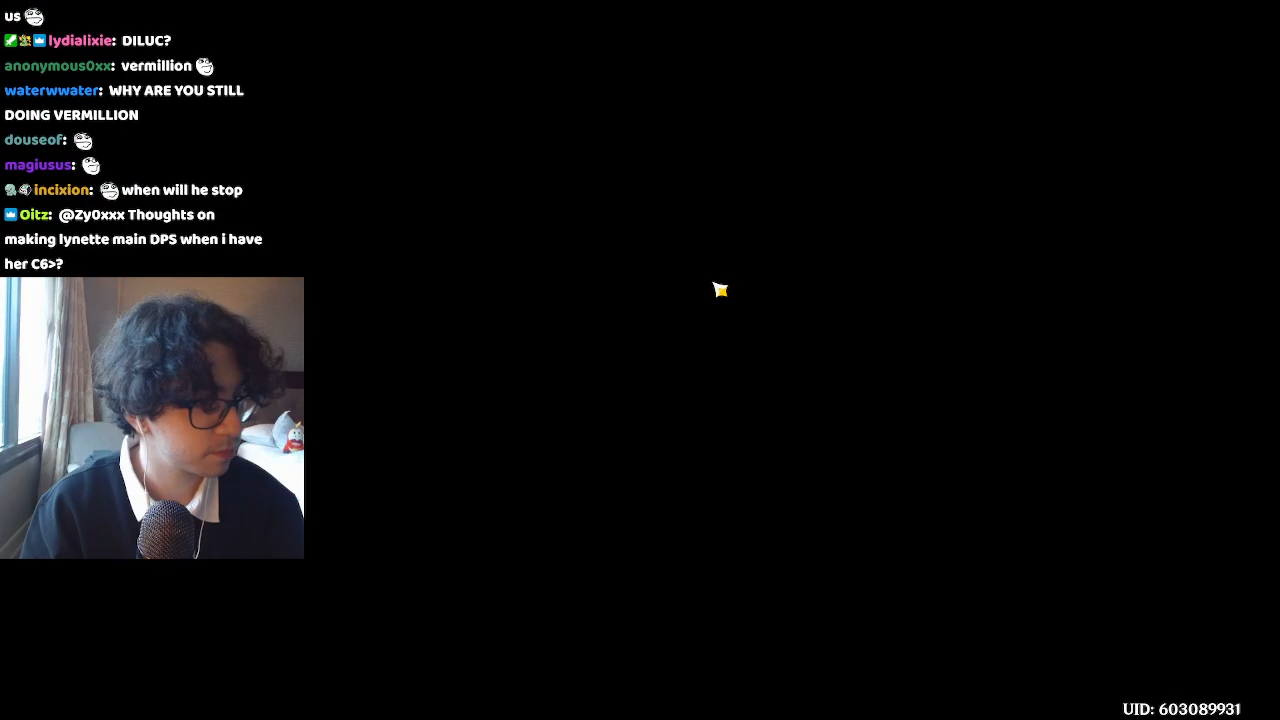 us
lydialixie: DILUC?
anonymous0xx: vermillion
waterwwater: WHY ARE YOU STILL
DOING VERMILLION
douseof:
magiusus:
incixion: when will he stop
Oitz: @Zy0xxx Thoughts on
making lynette main DPS when i have
her C6>?
UID: 603089931